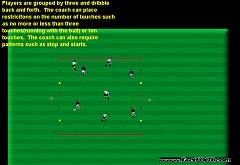 Players are grouped by three and dribble
back and forth. The coach can place
restrictions on the number of touches such
as no more or less than three
touches(running with the ball) or ten
touches. The coach can also require
patterns such as stop and starts.